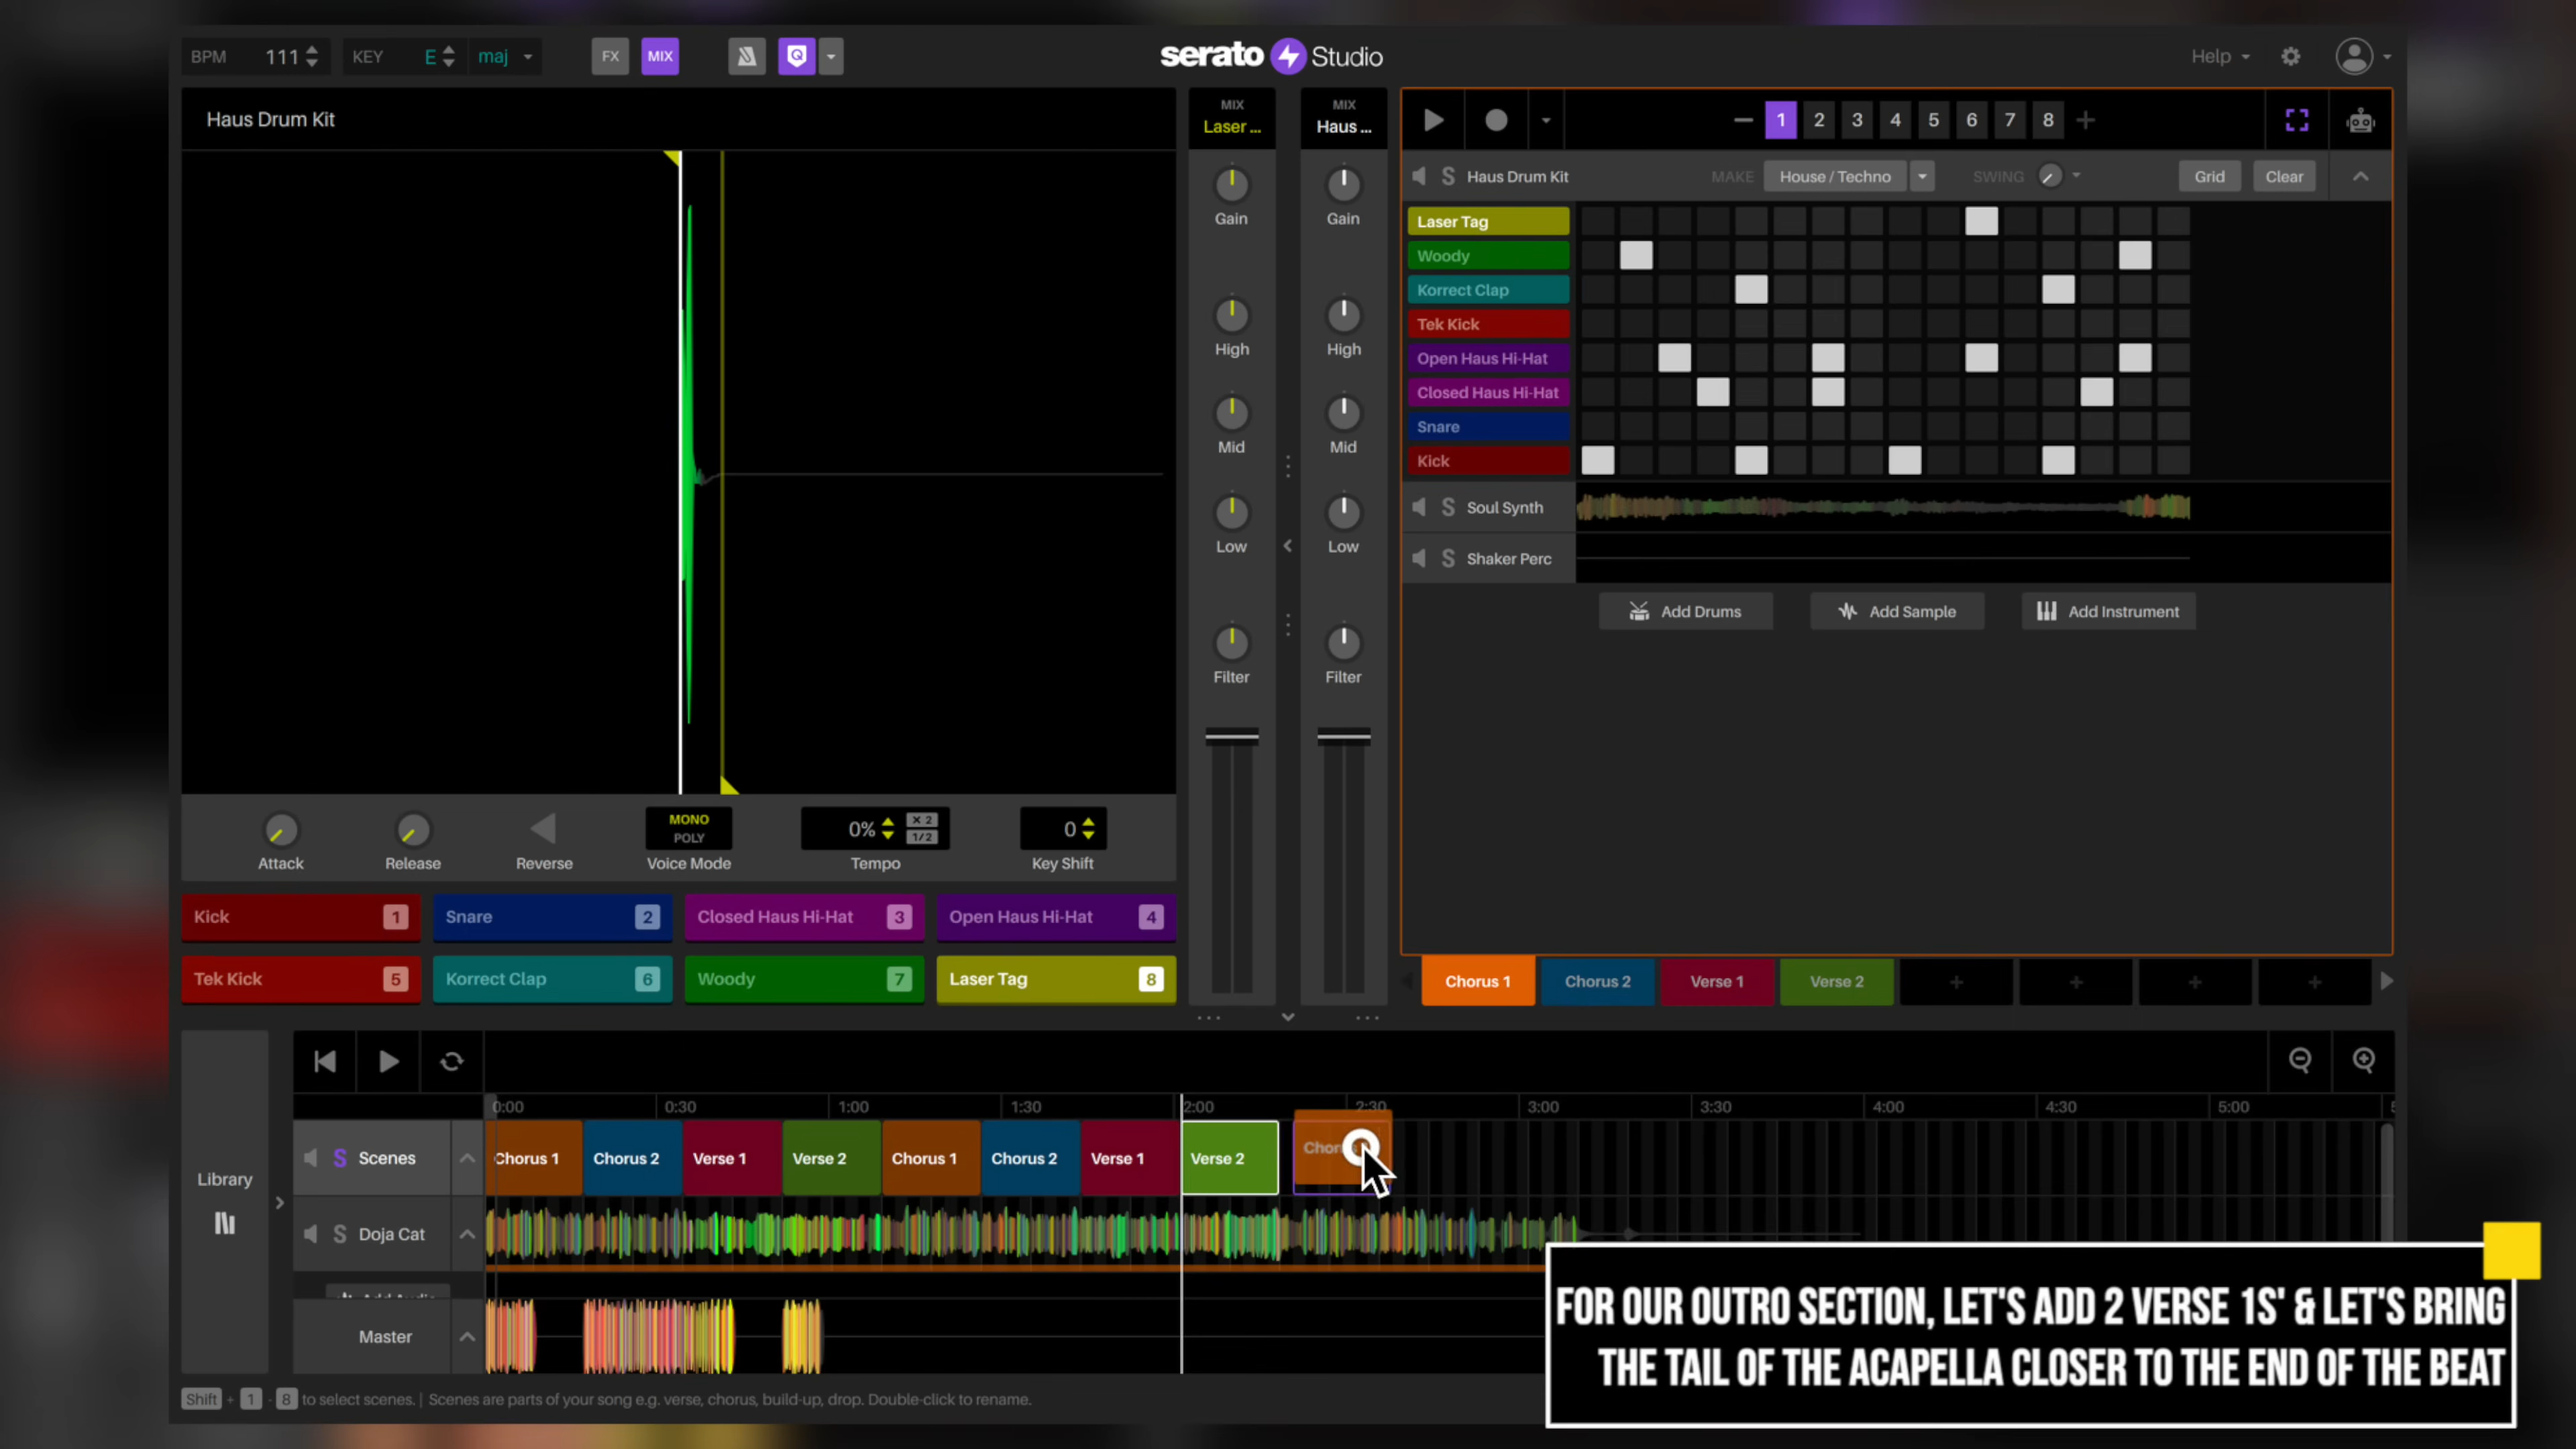 BPM 111 KEY E maj FX MIX serato Studio Help
Haus Drum Kit
MIX
Laser ...
Gain
High
Mid
Low
Filter
MIX
Haus ...
Gain
High
Mid
Low
Filter
1 2 3 4 5 6 7 8
S Haus Drum Kit MAKE House / Techno SWING Grid Clear
Laser Tag
Woody
Korrect Clap
Tek Kick
Open Haus Hi-Hat
Closed Haus Hi-Hat
Snare
Kick
S Soul Synth
S Shaker Perc
Add Drums Add Sample Add Instrument
MONO
POLY
0% x 2
1/2
0
Attack Release Reverse Voice Mode Tempo Key Shift
Kick 1 Snare 2 Closed Haus Hi-Hat 3 Open Haus Hi-Hat 4
Tek Kick 5 Korrect Clap 6 Woody 7 Laser Tag 8
Chorus 1 Chorus 2 Verse 1 Verse 2
Library
0:00 0:30 1:00 1:30 2:00 2:30 3:00 3:30 4:00 4:30 5:00
S Scenes Chorus 1 Chorus 2 Verse 1 Verse 2 Chorus 1 Chorus 2 Verse 1 Verse 2
S Doja Cat
Master
Shift + 1 - 8 to select scenes. | Scenes are parts of your song e.g. verse, chorus, build-up, drop. Double-click to rename.
FOR OUR OUTRO SECTION, LET'S ADD 2 VERSE 1S' & LET'S BRING
THE TAIL OF THE ACAPELLA CLOSER TO THE END OF THE BEAT